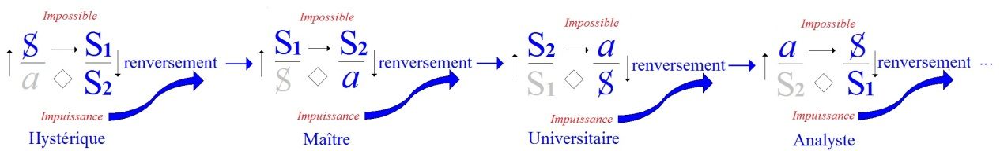 Impossible Impossible Impossible Impossible
↑ $ → S1 ↓ renversement → ↑ S1 → S2 ↓ renversement → ↑ S2 → a ↓ renversement → ↑ a → $ ↓ renversement ...
a ◇ S2 $ ◇ a S1 ◇ $ S2 ◇ S1
Impuissance Impuissance Impuissance Impuissance
Hystérique Maître Universitaire Analyste